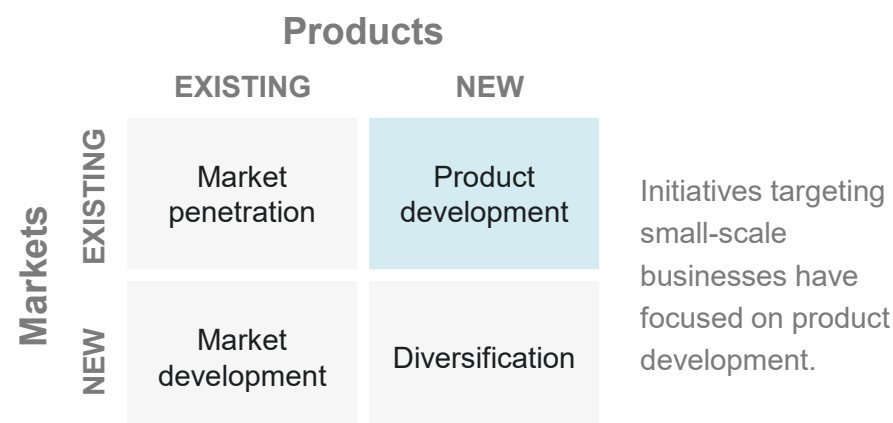 Products
EXISTING
NEW
Markets
EXISTING
Market
penetration
Product
development
NEW
Market
development
Diversification
Initiatives targeting
small-scale
businesses have
focused on product
development.